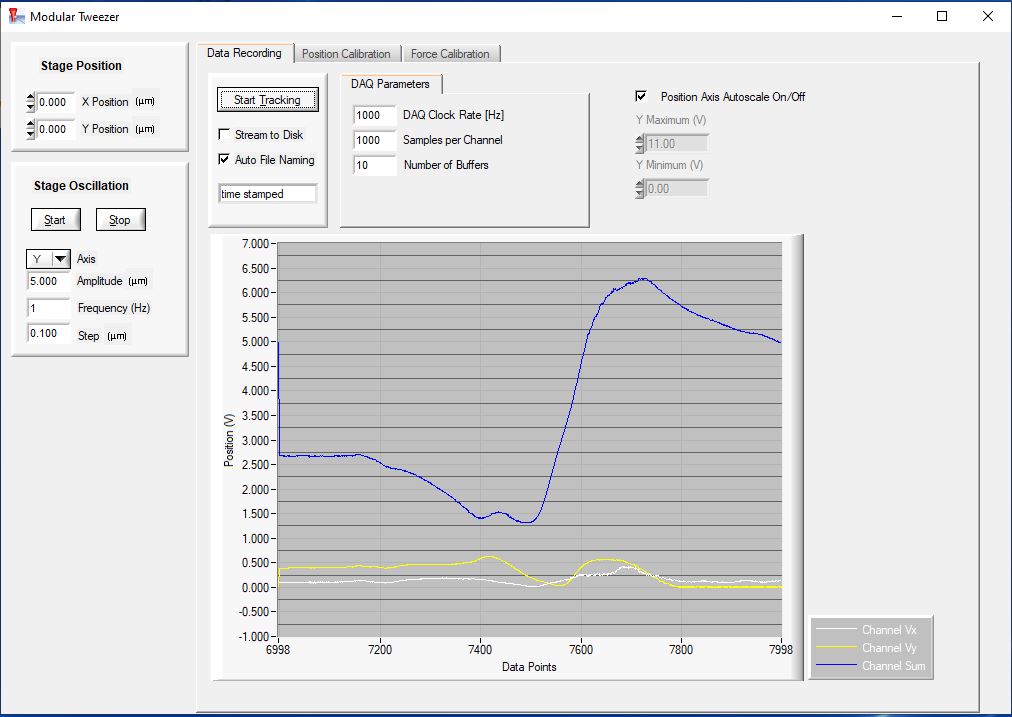 Modular Tweezer
Stage Position
0.000 X Position (µm)
0.000 Y Position (µm)
Stage Oscillation
Start Stop
Y Axis
5.000 Amplitude (µm)
1 Frequency (Hz)
0.100 Step (µm)
Data Recording Position Calibration Force Calibration
Start Tracking
Stream to Disk
Auto File Naming
time stamped
DAQ Parameters
1000 DAQ Clock Rate [Hz]
1000 Samples per Channel
10 Number of Buffers
Position Axis Autoscale On/Off
Y Maximum (V)
11.00
Y Minimum (V)
0.00
Position (V)
7.000
6.500
6.000
5.500
5.000
4.500
4.000
3.500
3.000
2.500
2.000
1.500
1.000
0.500
0.000
-0.500
-1.000
6998 7200 7400 7600 7800 7998
Data Points
Channel Vx
Channel Vy
Channel Sum